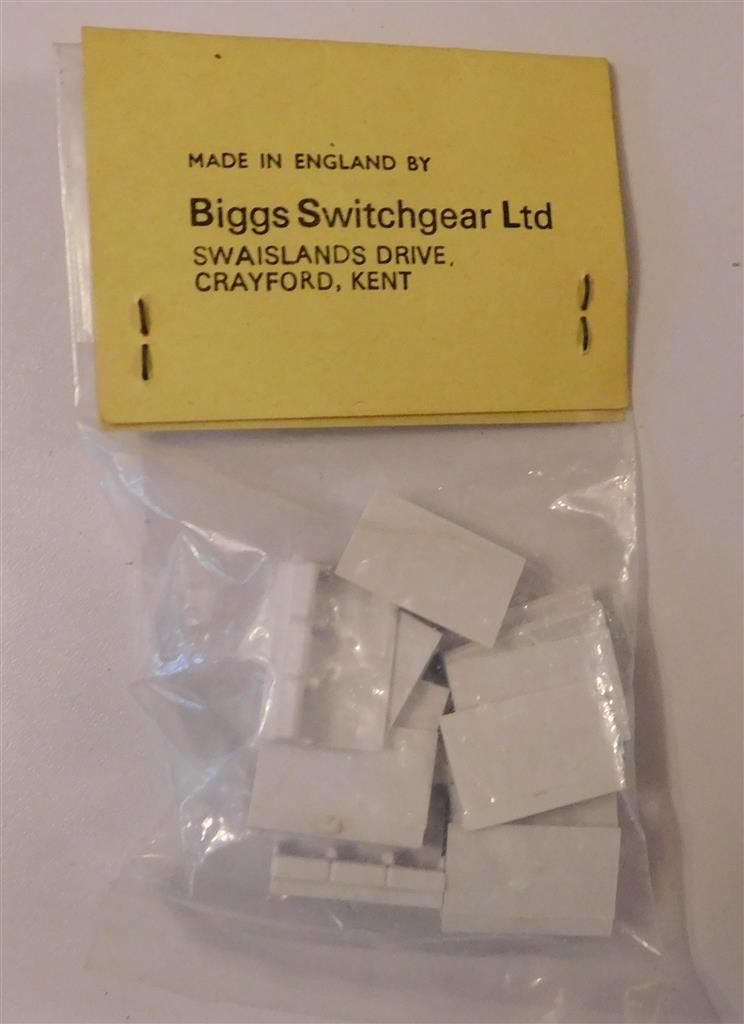 MADE IN ENGLAND BY
Biggs Switchgear Ltd
SWAISLANDS DRIVE,
CRAYFORD, KENT